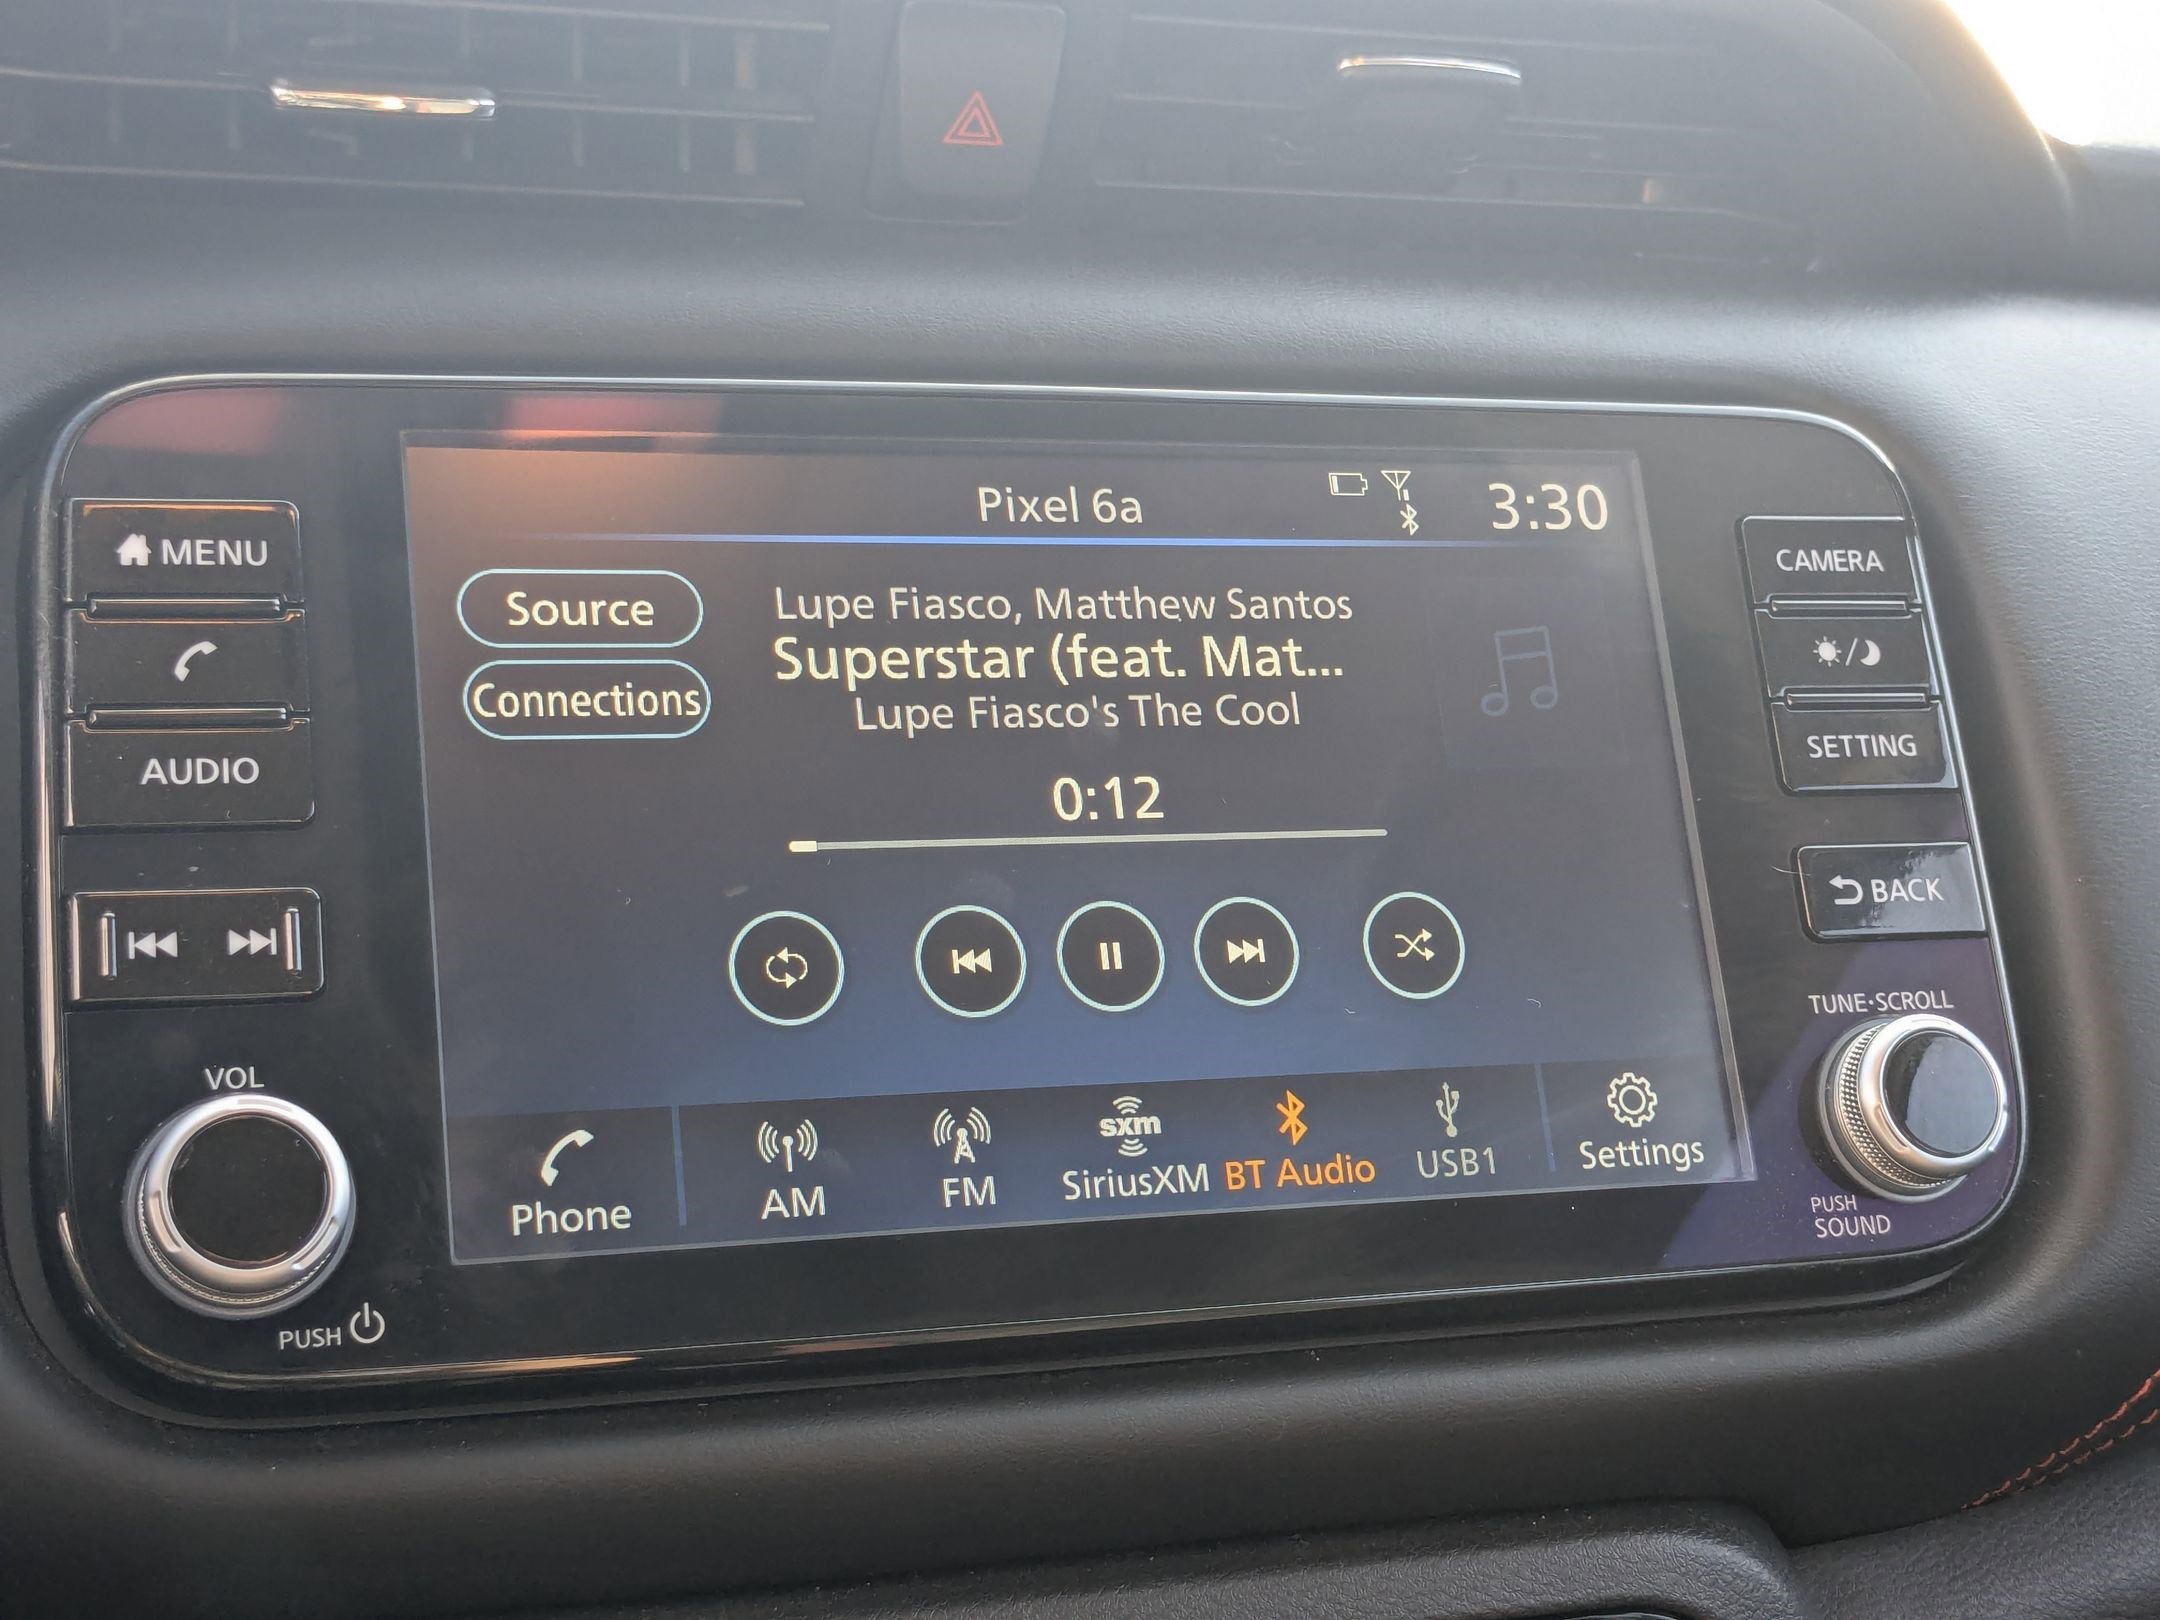 MENU
AUDIO
VOL
PUSH
Pixel 6a
3:30
Source
Connections
Lupe Fiasco, Matthew Santos
Superstar (feat. Mat...
Lupe Fiasco's The Cool
0:12
Phone
AM
FM
sxm
SiriusXM
BT Audio
USB1
Settings
CAMERA
SETTING
BACK
TUNE·SCROLL
PUSH
SOUND